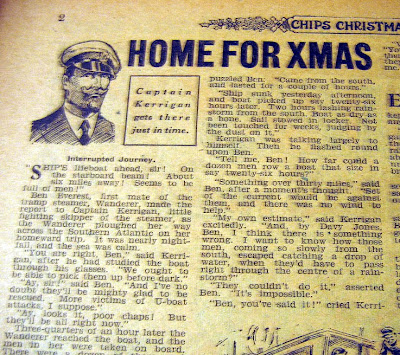 2
CHIPS CHRISTMA
HOME FOR XMAS
Captain
Kerrigan
gets there
just in time.
Interrupted Journey.
"SHIP'S lifeboat ahead, sir! On
the starboard beam! About
six miles away! Seems to be
full of men!"
Ben Everest, first mate of the
tramp steamer, Wanderer, made the
report to Captain Kerrigan, little
fighting skipper of the steamer, as
the Wanderer ploughed her way
across the Southern Atlantic on her
homeward trip. It was nearly night-
fall, and the sea was calm.
"You are right, Ben," said Kerri-
gan, after he had studied the boat
through his glasses. "We ought to
be able to pick them up before dark."
"Ay, sir!" said Ben, "And I've no
doubt they'll be mighty glad to be
rescued. More victims of U-boat
attacks, I suppose."
"Ay, looks it, poor chaps! But
they'll be all right now."
Three-quarters of an hour later the
Wanderer reached the boat, and the
men in her were taken on board.
There were a
puzzled Ben. "Came from the south,
and lasted for a couple of hours."
"Ship sunk yesterday afternoon,
and boat picked up say twenty-six
hours later. Two hours lashing rain-
storm from the south. Boat as dry as
a bone. Sail stowed in locker. Not
been touched for weeks, judging by
the dust on it."
Kerrigan was talking largely to
himself. Then he flashed round
upon Ben.
"Tell me, Ben! How far could a
dozen men row a boat that size in
say twenty-six hours?"
"Something over thirty miles," said
Ben, after a moment's thought. "Set
of the current would be against
them, and there was no wind to
help."
"My own estimate," said Kerrigan
excitedly. "And, by Davy Jones,
Ben, I think there is something
wrong. I want to know how those
men, coming so slowly from the
south, escaped catching a drop of
water, when they'd have to pass
right through the centre of a rain-
storm?"
"They couldn't do it," asserted
Ben. "It's impossible."
"Ben, you're said it!" cried Kerri-